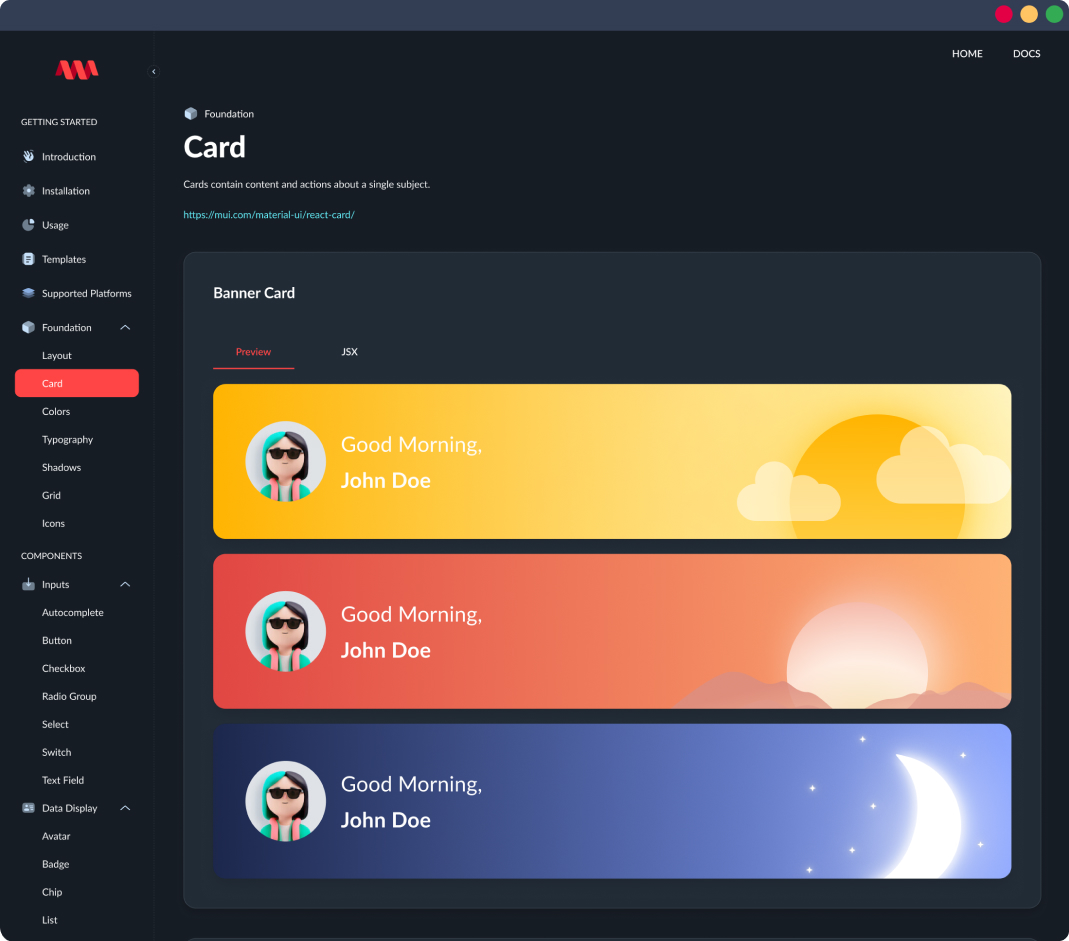 HOME
DOCS
GETTING STARTED
Introduction
Installation
Usage
Templates
Supported Platforms
Foundation
Layout
Card
Colors
Typography
Shadows
Grid
Icons
COMPONENTS
Inputs
Autocomplete
Button
Checkbox
Radio Group
Select
Switch
Text Field
Data Display
Avatar
Badge
Chip
List
Foundation
Card
Cards contain content and actions about a single subject.
https://mui.com/material-ui/react-card/
Banner Card
Preview
JSX
Good Morning,
John Doe
Good Morning,
John Doe
Good Morning,
John Doe